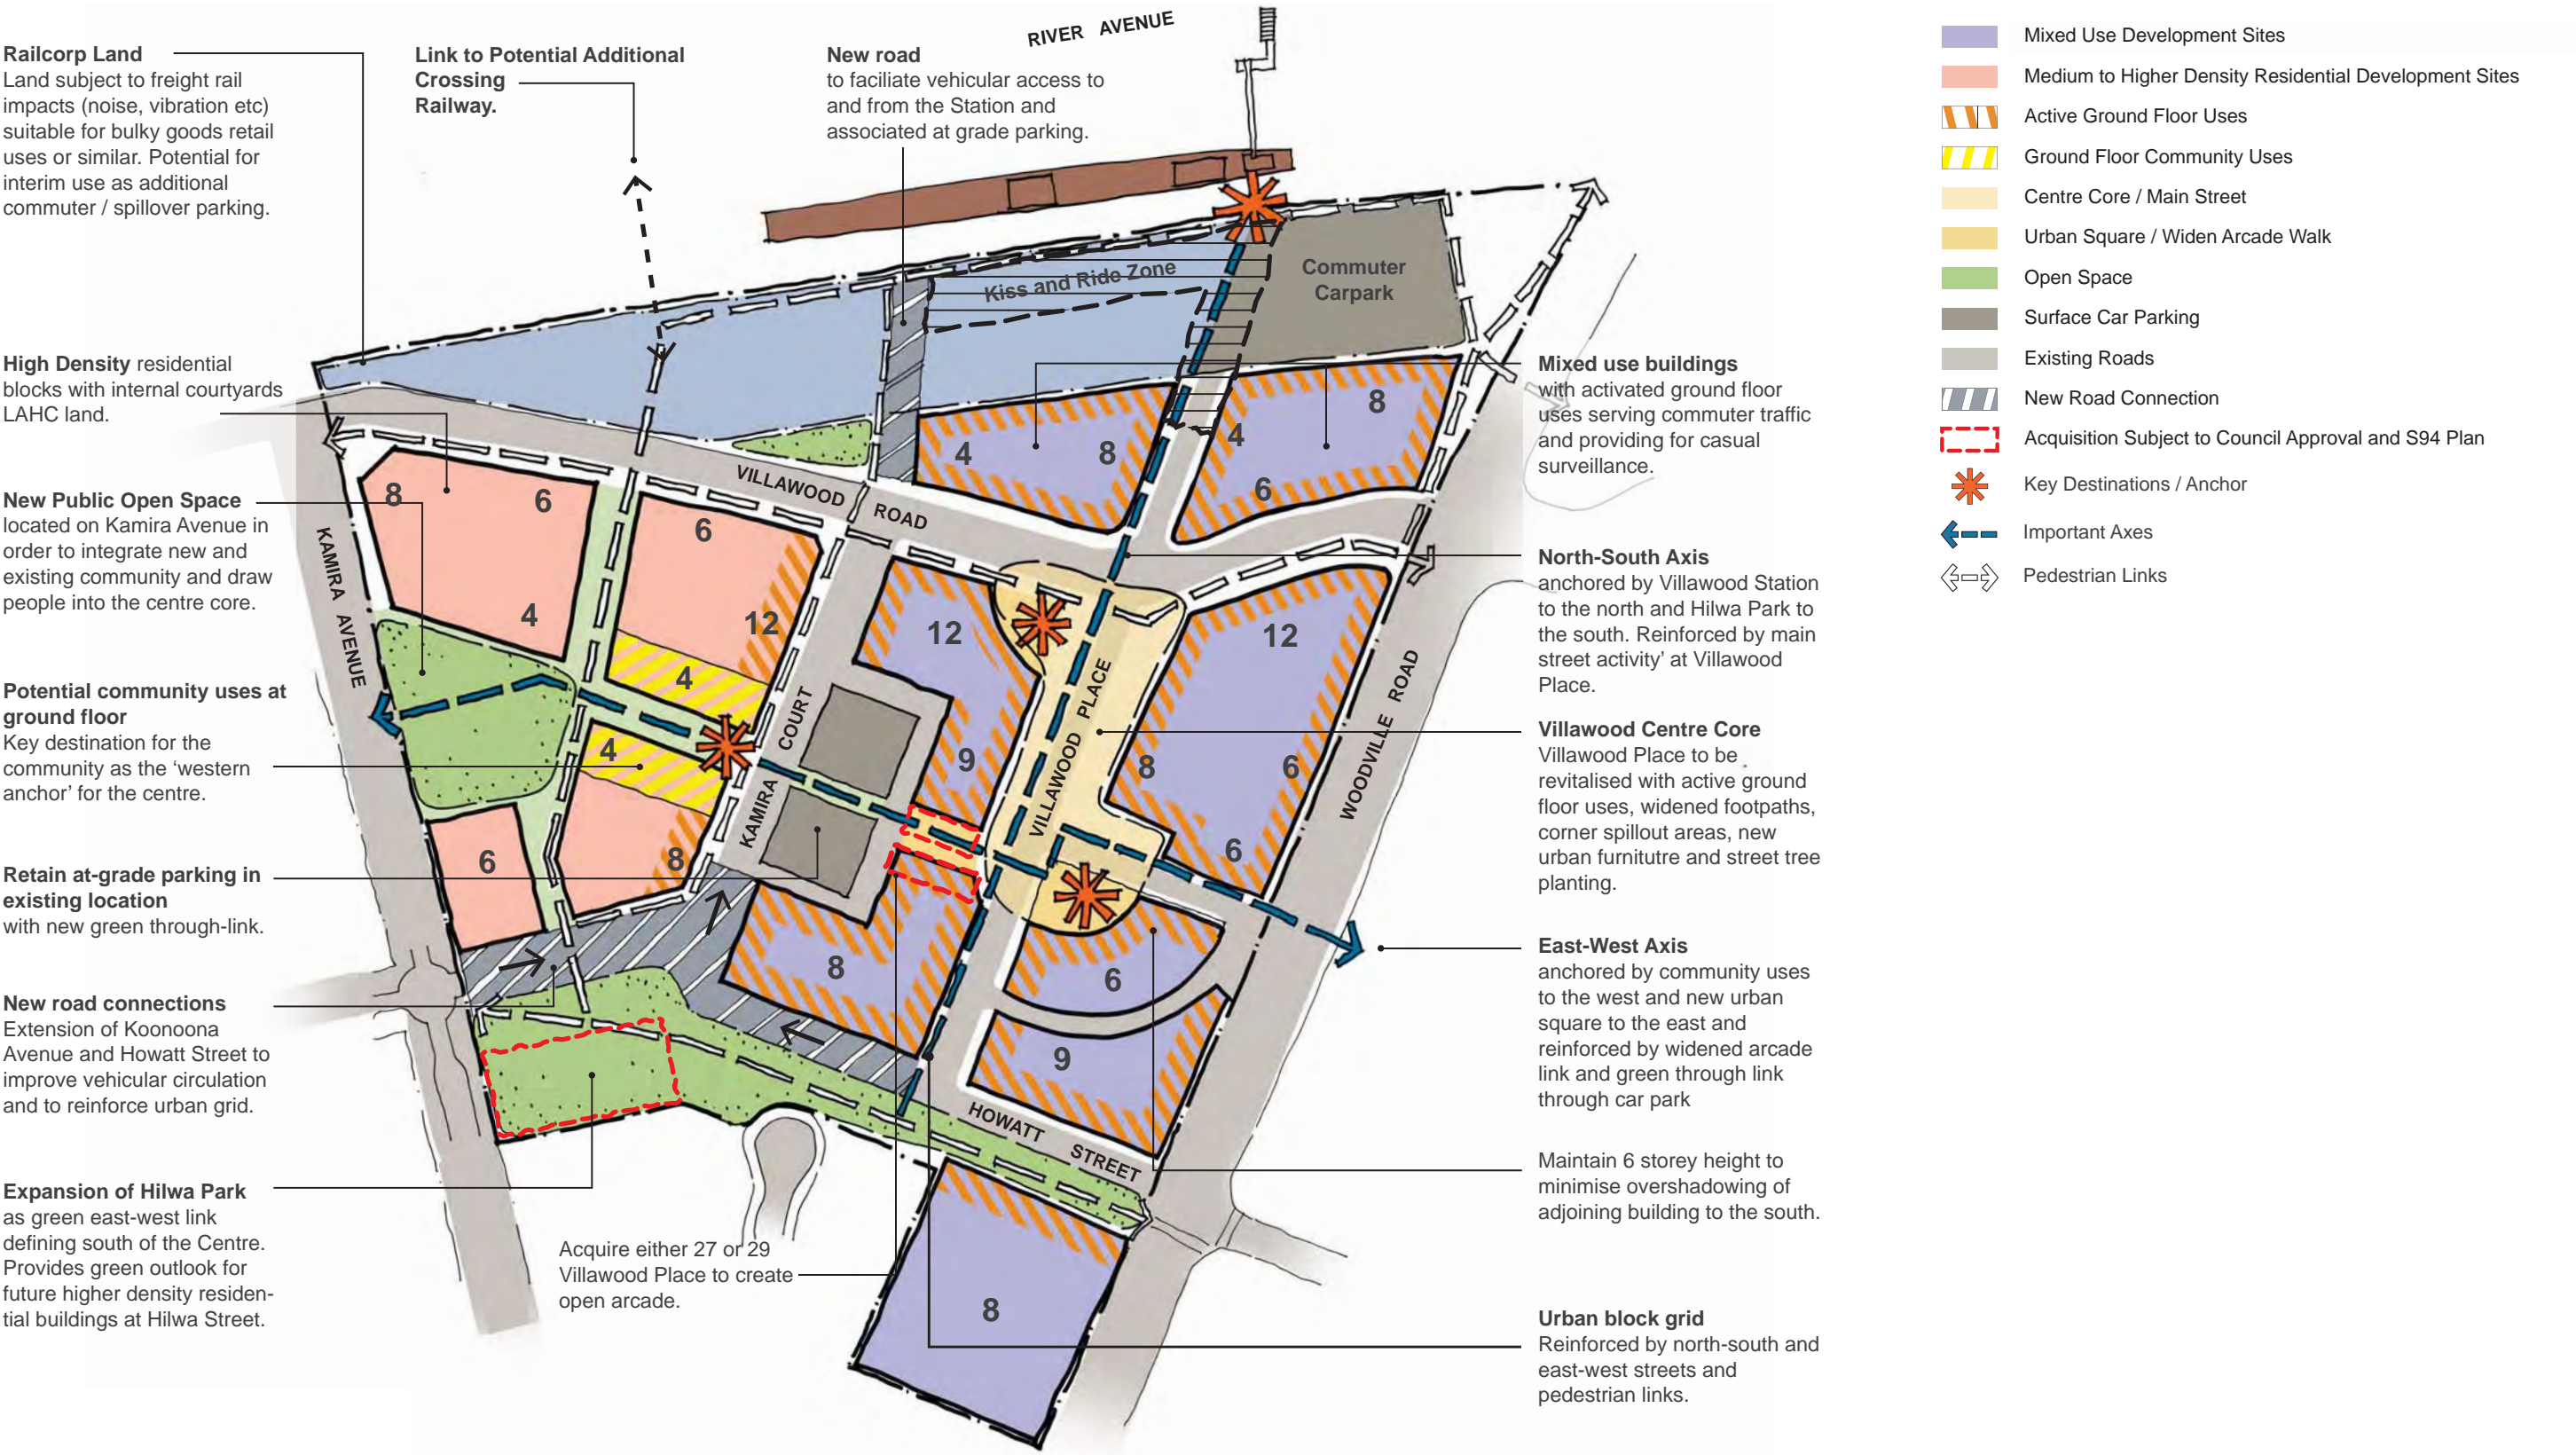 RIVER AVENUE
Railcorp Land
Land subject to freight rail
impacts (noise, vibration etc)
suitable for bulky goods retail
uses or similar. Potential for
interim use as additional
commuter / spillover parking.
Link to Potential Additional
Crossing
Railway.
New road
to faciliate vehicular access to
and from the Station and
associated at grade parking.
High Density residential
blocks with internal courtyards
LAHC land.
New Public Open Space
located on Kamira Avenue in
order to integrate new and
existing community and draw
people into the centre core.
Potential community uses at
ground floor
Key destination for the
community as the ‘western
anchor’ for the centre.
Retain at-grade parking in
existing location
with new green through-link.
New road connections
Extension of Koonoona
Avenue and Howatt Street to
improve vehicular circulation
and to reinforce urban grid.
Expansion of Hilwa Park
as green east-west link
defining south of the Centre.
Provides green outlook for
future higher density residen-
tial buildings at Hilwa Street.
Acquire either 27 or 29
Villawood Place to create
open arcade.
Kiss and Ride Zone
Commuter
Carpark
4
8
4
8
6
VILLAWOOD ROAD
KAMIRA AVENUE
8
6
4
6
12
4
4
8
6
KAMIRA COURT
12
9
VILLAWOOD PLACE
12
8
6
6
WOODVILLE ROAD
8
6
9
HOWATT STREET
8
Mixed use buildings
with activated ground floor
uses serving commuter traffic
and providing for casual
surveillance.
North-South Axis
anchored by Villawood Station
to the north and Hilwa Park to
the south. Reinforced by main
street activity’ at Villawood
Place.
Villawood Centre Core
Villawood Place to be
revitalised with active ground
floor uses, widened footpaths,
corner spillout areas, new
urban furnitutre and street tree
planting.
East-West Axis
anchored by community uses
to the west and new urban
square to the east and
reinforced by widened arcade
link and green through link
through car park
Maintain 6 storey height to
minimise overshadowing of
adjoining building to the south.
Urban block grid
Reinforced by north-south and
east-west streets and
pedestrian links.
Mixed Use Development Sites
Medium to Higher Density Residential Development Sites
Active Ground Floor Uses
Ground Floor Community Uses
Centre Core / Main Street
Urban Square / Widen Arcade Walk
Open Space
Surface Car Parking
Existing Roads
New Road Connection
Acquisition Subject to Council Approval and S94 Plan
Key Destinations / Anchor
Important Axes
Pedestrian Links